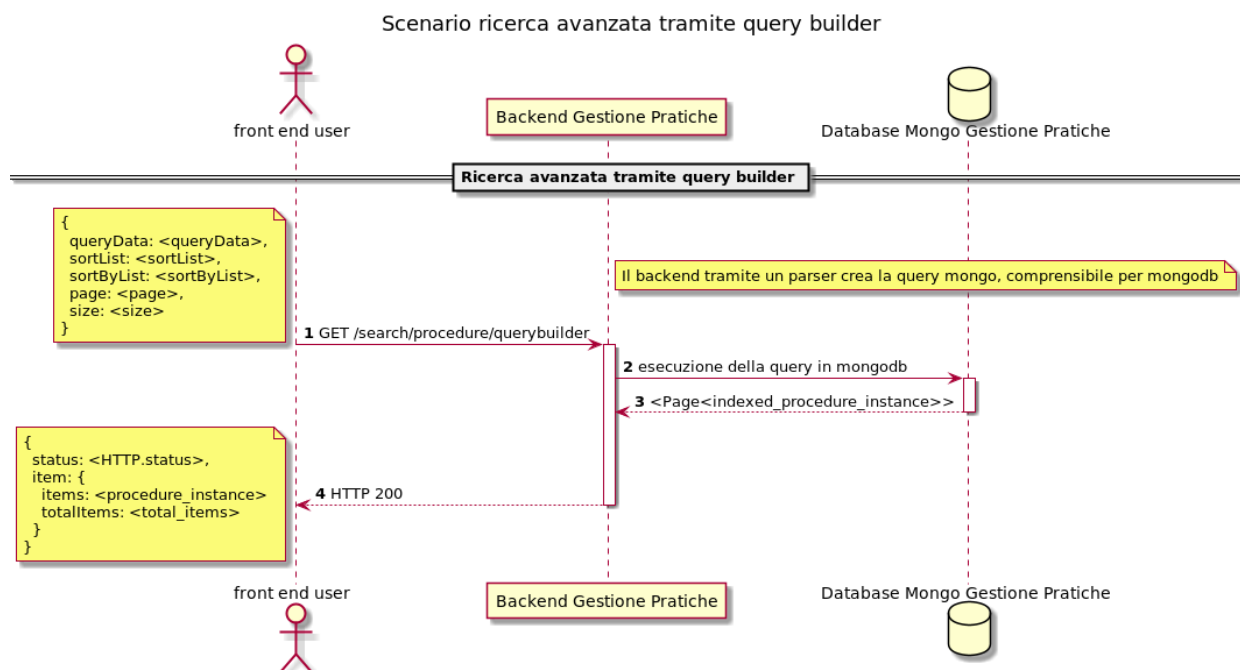 Scenario ricerca avanzata tramite query builder
front end user
Backend Gestione Pratiche
Database Mongo Gestione Pratiche
Ricerca avanzata tramite query builder
{
  queryData: <queryData>,
  sortList: <sortList>,
  sortByList: <sortByList>,
  page: <page>,
  size: <size>
}
Il backend tramite un parser crea la query mongo, comprensibile per mongodb
1 GET /search/procedure/querybuilder
2 esecuzione della query in mongodb
3 <Page<indexed_procedure_instance>>
{
  status: <HTTP.status>,
  item: {
    items: <procedure_instance>
    totalItems: <total_items>
  }
}
4 HTTP 200
front end user
Backend Gestione Pratiche
Database Mongo Gestione Pratiche